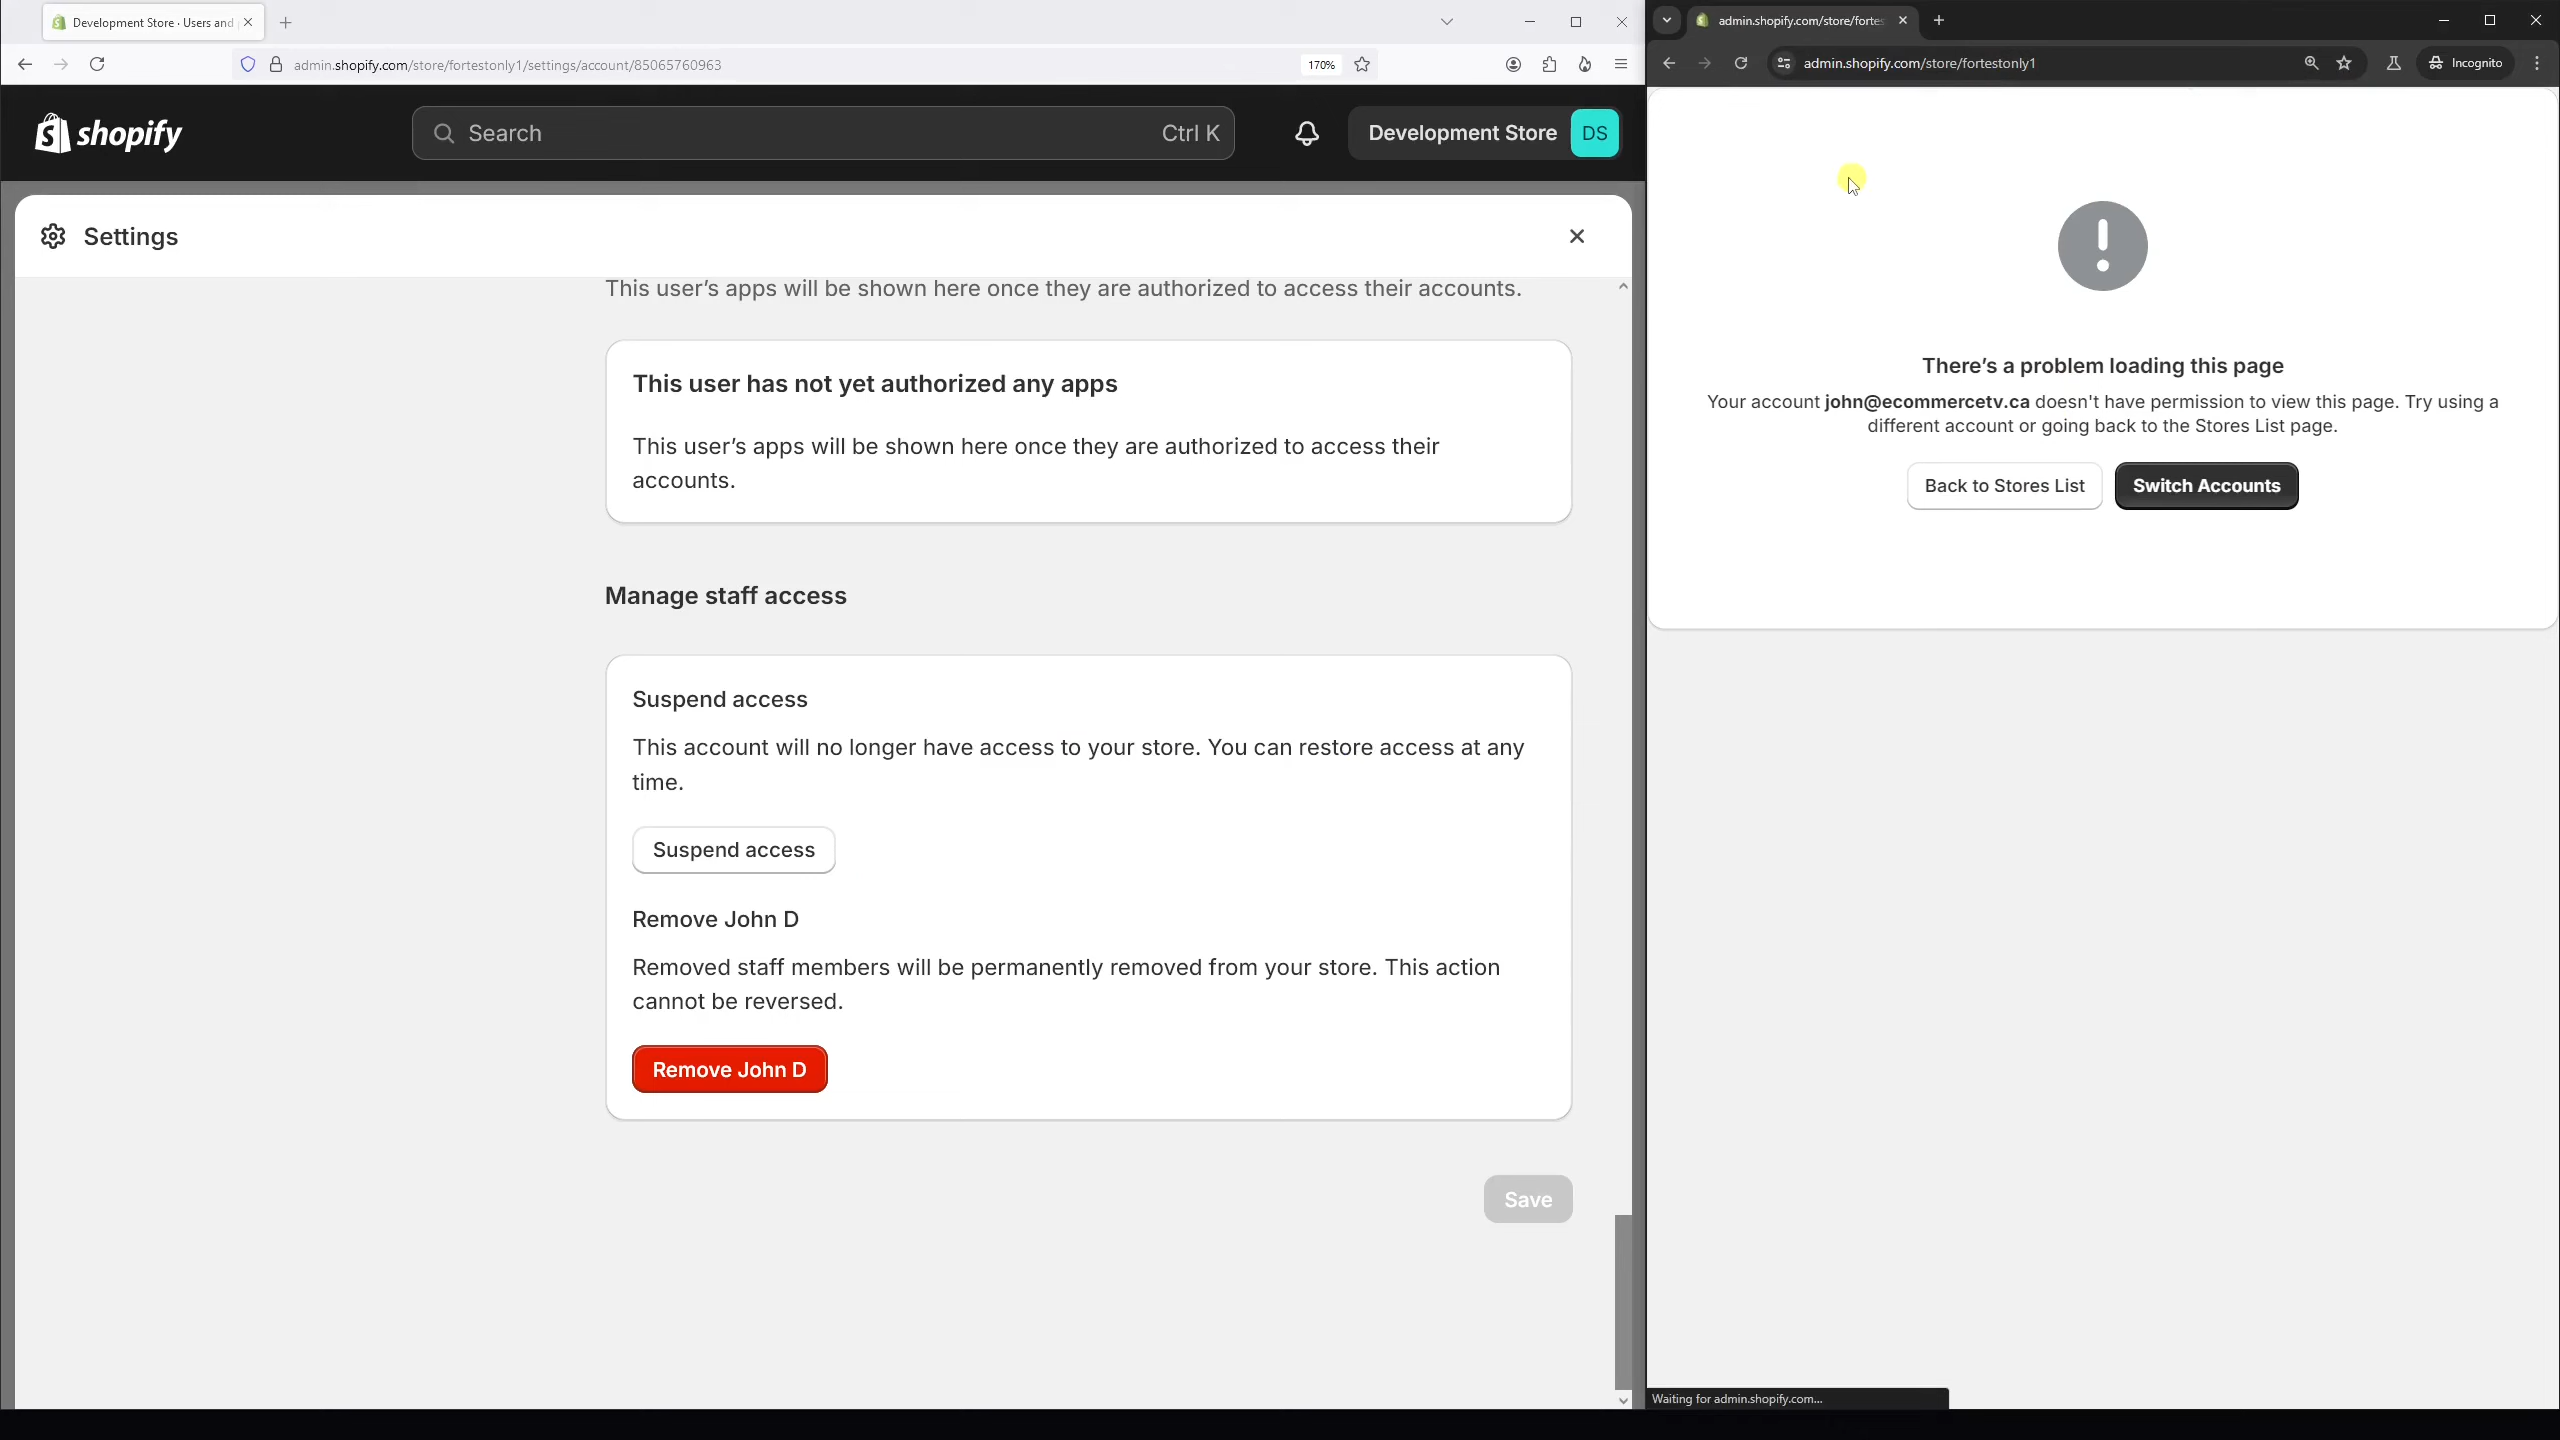 Development Store · Users and
admin.shopify.com/store/fortestonly1/settings/account/85065760963
170%
shopify
Search
Ctrl K
Development Store
DS
Settings
This user's apps will be shown here once they are authorized to access their accounts.
This user has not yet authorized any apps
This user's apps will be shown here once they are authorized to access their
accounts.
Manage staff access
Suspend access
This account will no longer have access to your store. You can restore access at any
time.
Suspend access
Remove John D
Removed staff members will be permanently removed from your store. This action
cannot be reversed.
Remove John D
Save
admin.shopify.com/store/fortes
admin.shopify.com/store/fortestonly1
Incognito
There's a problem loading this page
Your account john@ecommercetv.ca doesn't have permission to view this page. Try using a
different account or going back to the Stores List page.
Back to Stores List
Switch Accounts
Waiting for admin.shopify.com...